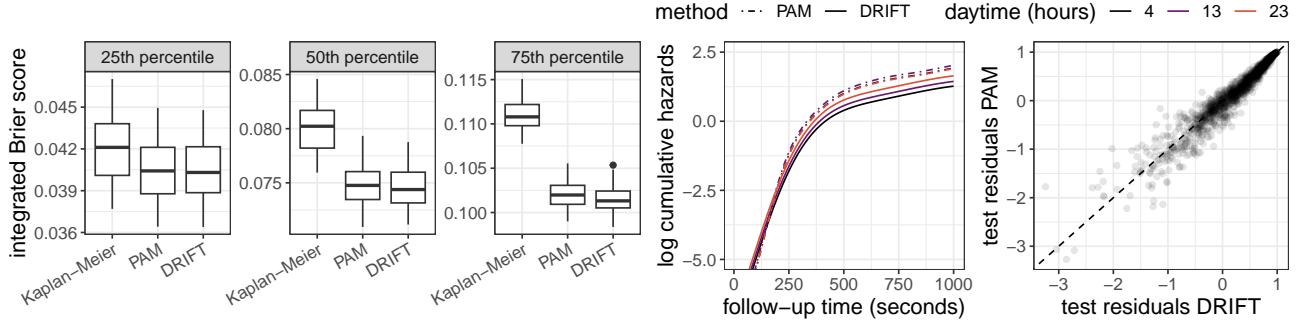 method PAM DRIFT daytime (hours) 4 13 23
25th percentile 50th percentile 75th percentile
integrated Brier score
0.045
0.042
0.039
0.036
Kaplan−Meier
PAM
DRIFT
0.085
0.080
0.075
Kaplan−Meier
PAM
DRIFT
0.115
0.110
0.105
0.100
Kaplan−Meier
PAM
DRIFT
log cumulative hazards
2.5
0.0
−2.5
−5.0
0 250 500 750 1000
follow−up time (seconds)
test residuals PAM
1
0
−1
−2
−3
−3 −2 −1 0 1
test residuals DRIFT